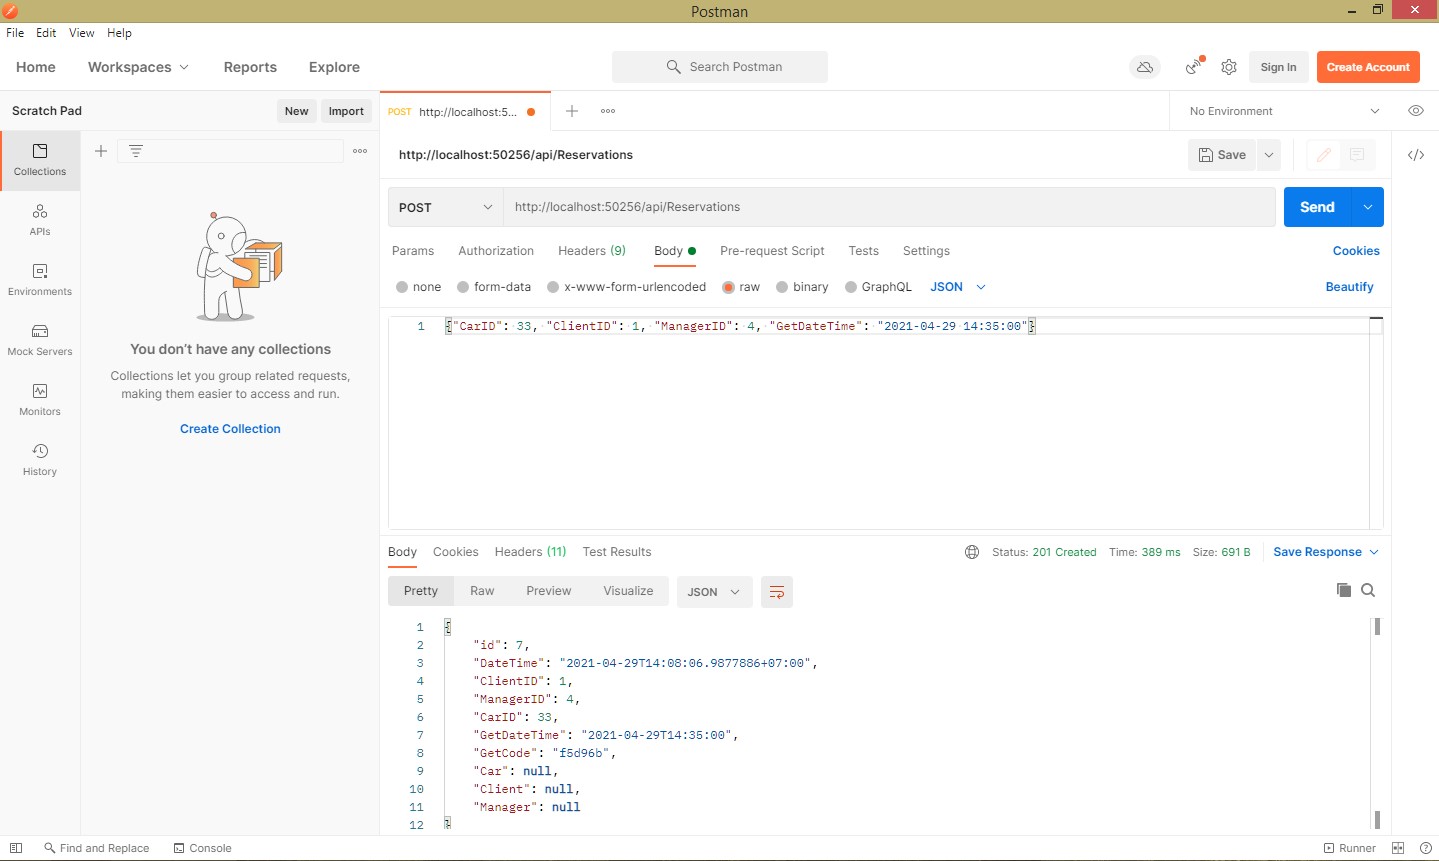 Postman
File Edit View Help
Home Workspaces Reports Explore Search Postman Sign In Create Account
Scratch Pad New Import POST http://localhost:5... No Environment
http://localhost:50256/api/Reservations Save
Collections
APIs
Environments
Mock Servers
Monitors
History
You don't have any collections
Collections let you group related requests,
making them easier to access and run.
Create Collection
POST http://localhost:50256/api/Reservations Send
Params Authorization Headers (9) Body Pre-request Script Tests Settings Cookies
none form-data x-www-form-urlencoded raw binary GraphQL JSON Beautify
1 {"CarID": 33, "ClientID": 1, "ManagerID": 4, "GetDateTime": "2021-04-29 14:35:00"}
Body Cookies Headers (11) Test Results Status: 201 Created Time: 389 ms Size: 691 B Save Response
Pretty Raw Preview Visualize JSON
1 {
2 "id": 7,
3 "DateTime": "2021-04-29T14:08:06.9877886+07:00",
4 "ClientID": 1,
5 "ManagerID": 4,
6 "CarID": 33,
7 "GetDateTime": "2021-04-29T14:35:00",
8 "GetCode": "f5d96b",
9 "Car": null,
10 "Client": null,
11 "Manager": null
12 }
Find and Replace Console Runner